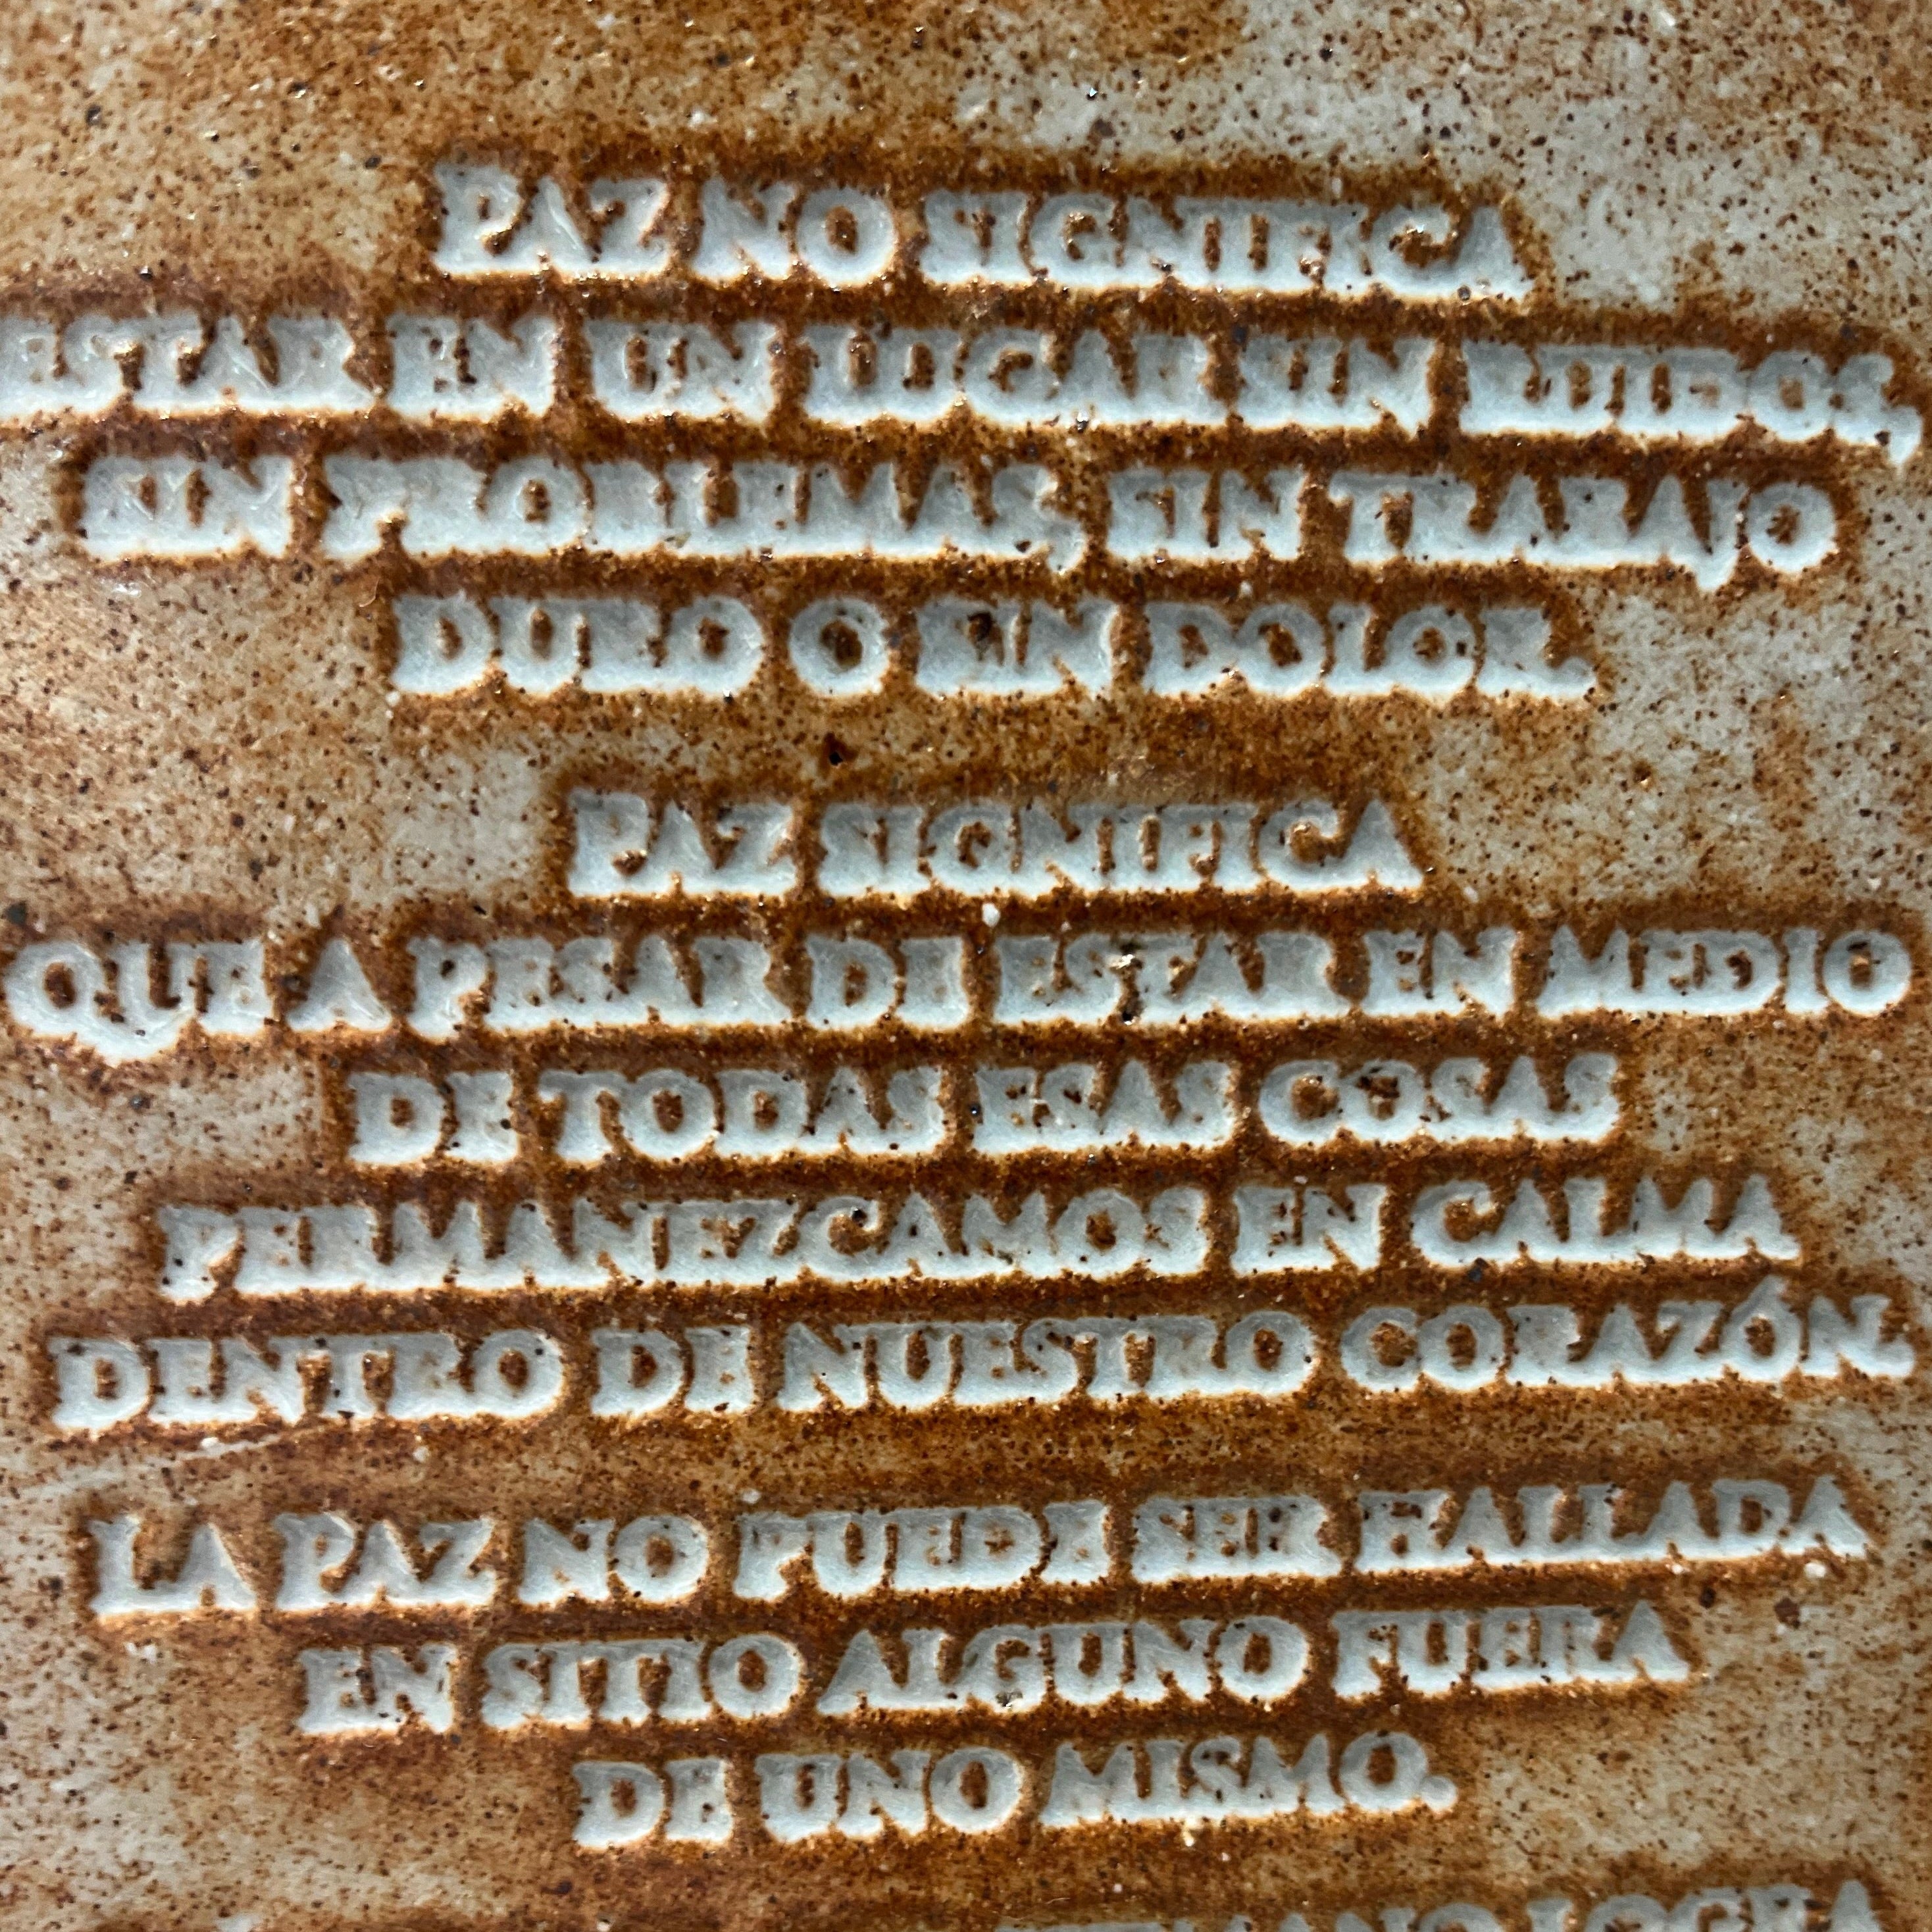 PAZ NO SIGNIFICA
ESTAR EN UN LUGAR SIN RUIDOS,
SIN PROBLEMAS, SIN TRABAJO
DURO O SIN DOLOR.
PAZ SIGNIFICA
QUE A PESAR DE ESTAR EN MEDIO
DE TODAS ESAS COSAS
PERMANEZCAMOS EN CALMA
DENTRO DE NUESTRO CORAZÓN.
LA PAZ NO PUEDE SER HALLADA
EN SITIO ALGUNO FUERA
DE UNO MISMO.
LOGRA